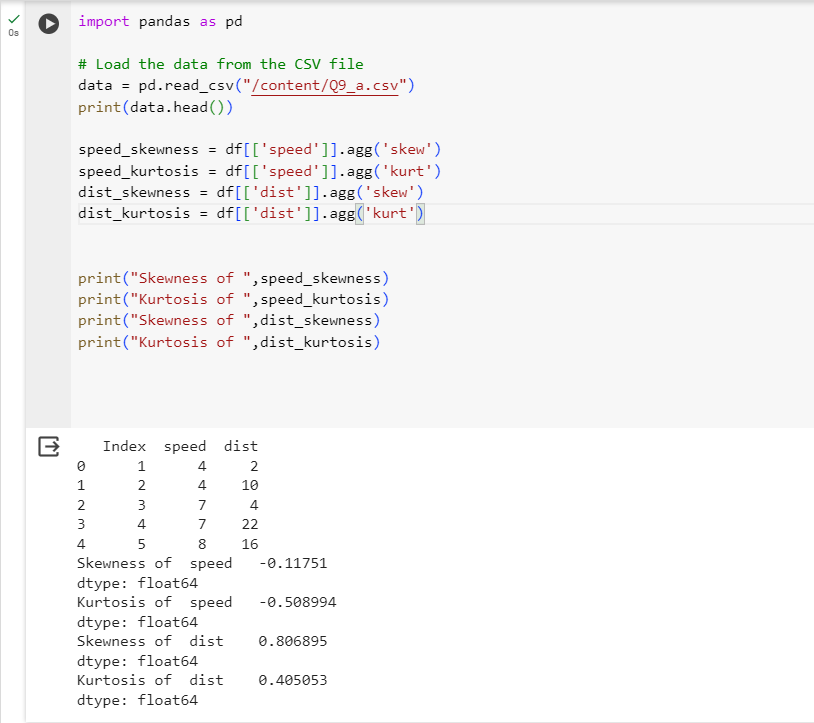 0s
import pandas as pd
# Load the data from the CSV file
data = pd.read_csv("/content/Q9_a.csv")
print(data.head())
speed_skewness = df[['speed']].agg('skew')
speed_kurtosis = df[['speed']].agg('kurt')
dist_skewness = df[['dist']].agg('skew')
dist_kurtosis = df[['dist']].agg('kurt')
print("Skewness of ",speed_skewness)
print("Kurtosis of ",speed_kurtosis)
print("Skewness of ",dist_skewness)
print("Kurtosis of ",dist_kurtosis)
   Index  speed  dist
0      1      4     2
1      2      4    10
2      3      7     4
3      4      7    22
4      5      8    16
Skewness of  speed   -0.11751
dtype: float64
Kurtosis of  speed   -0.508994
dtype: float64
Skewness of  dist    0.806895
dtype: float64
Kurtosis of  dist    0.405053
dtype: float64